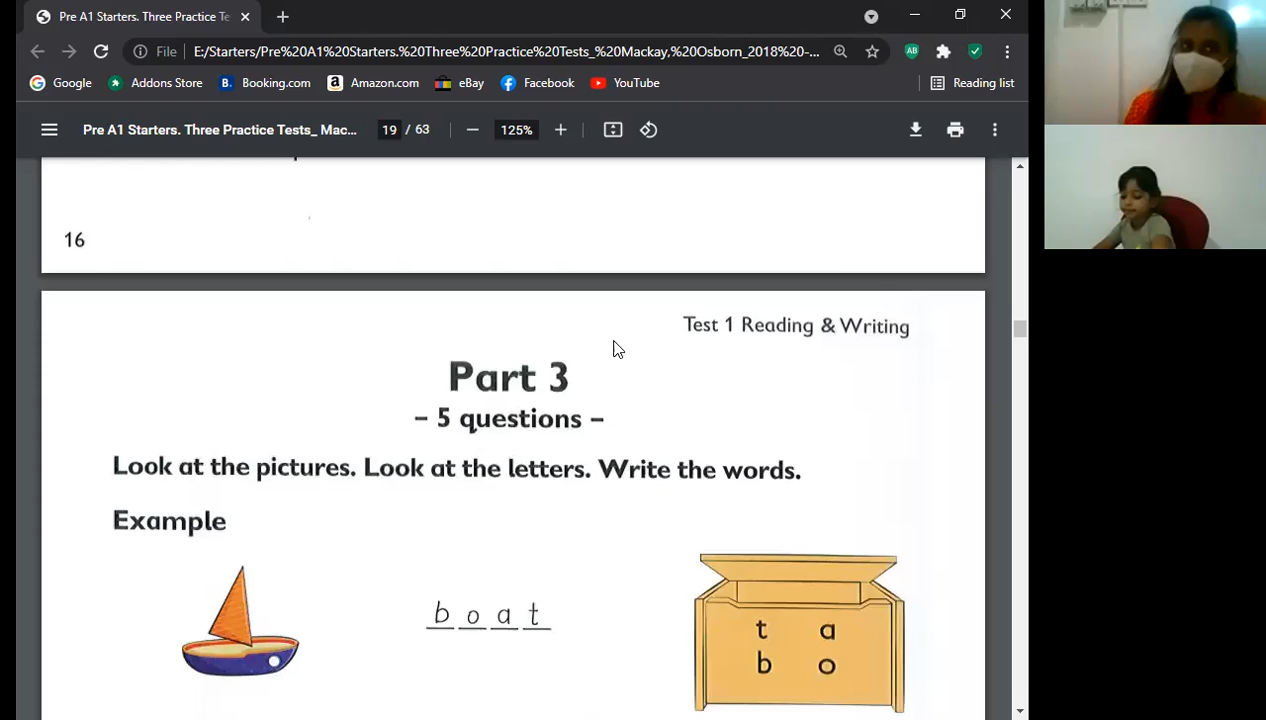 Pre A1 Starters. Three Practice Te
File
E:/Starters/Pre%20A1%20Starters.%20Three%20Practice%20Tests_%20Mackay,%20Osborn_2018%20-...
AB
Google Addons Store B. Booking.com a Amazon.com eBay Facebook YouTube Reading list
Pre A1 Starters. Three Practice Tests_ Mac... 19 / 63 125%
16
Test 1 Reading & Writing
Part 3
– 5 questions –
Look at the pictures. Look at the letters. Write the words.
Example
b o a t
t a
b o